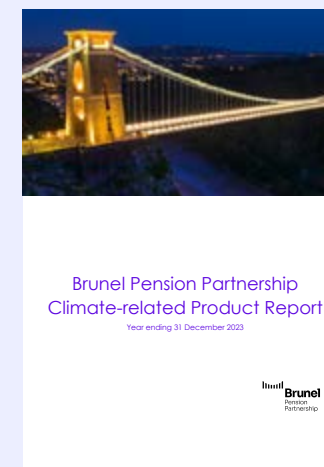 Brunel Pension Partnership
Climate-related Product Report
Year ending 31 December 2023
Brunel
Pension
Partnership